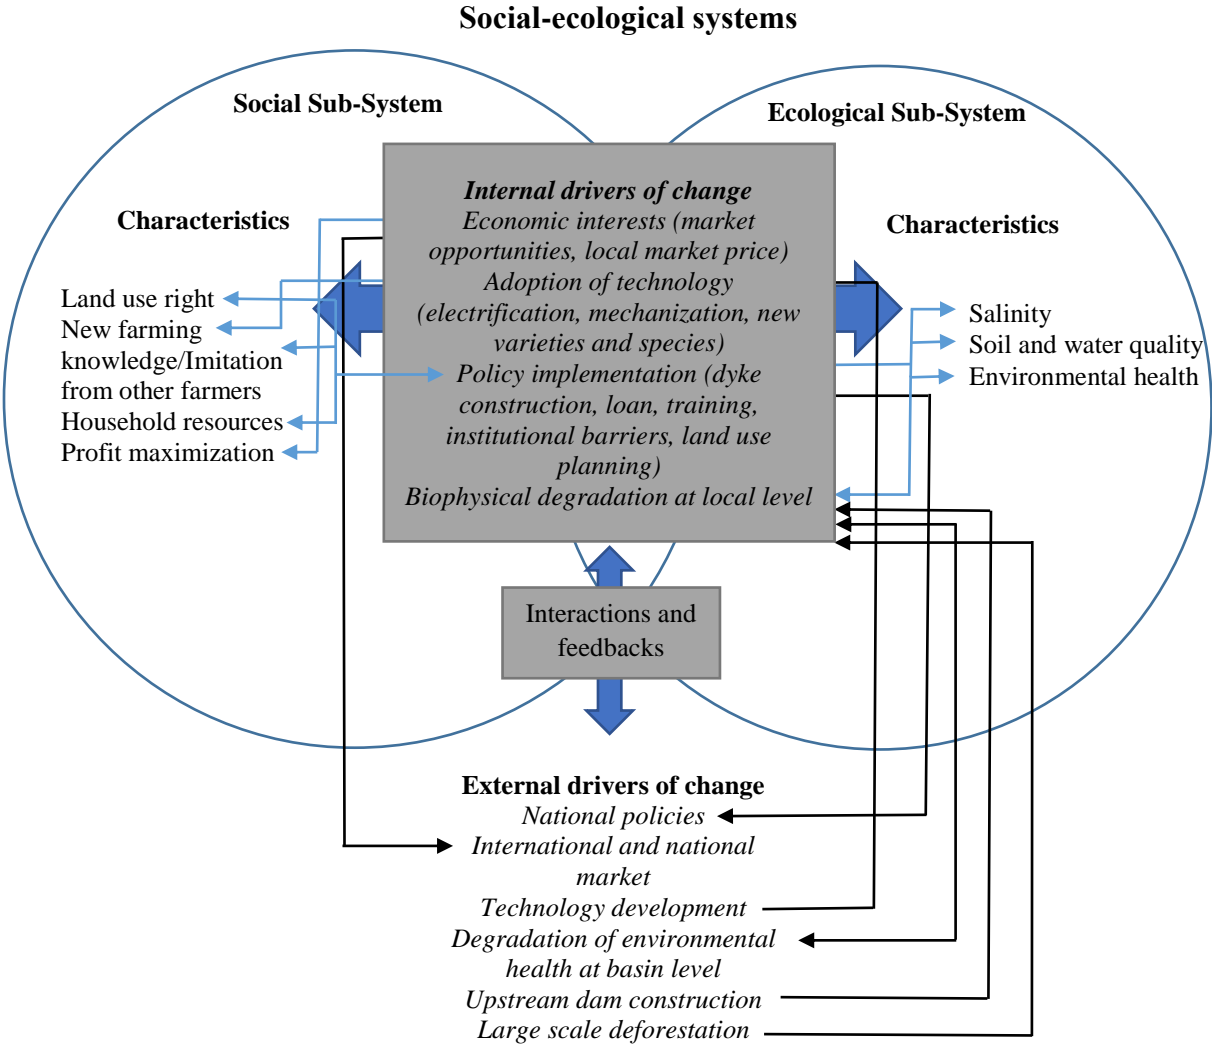 Social-ecological systems
Social Sub-System
Ecological Sub-System
Internal drivers of change
Economic interests (market
opportunities, local market price)
Adoption of technology
(electrification, mechanization, new
varieties and species)
Policy implementation (dyke
construction, loan, training,
institutional barriers, land use
planning)
Biophysical degradation at local level
Characteristics
Land use right
New farming
knowledge/Imitation
from other farmers
Household resources
Profit maximization
Characteristics
Salinity
Soil and water quality
Environmental health
Interactions and
feedbacks
External drivers of change
National policies
International and national
market
Technology development
Degradation of environmental
health at basin level
Upstream dam construction
Large scale deforestation